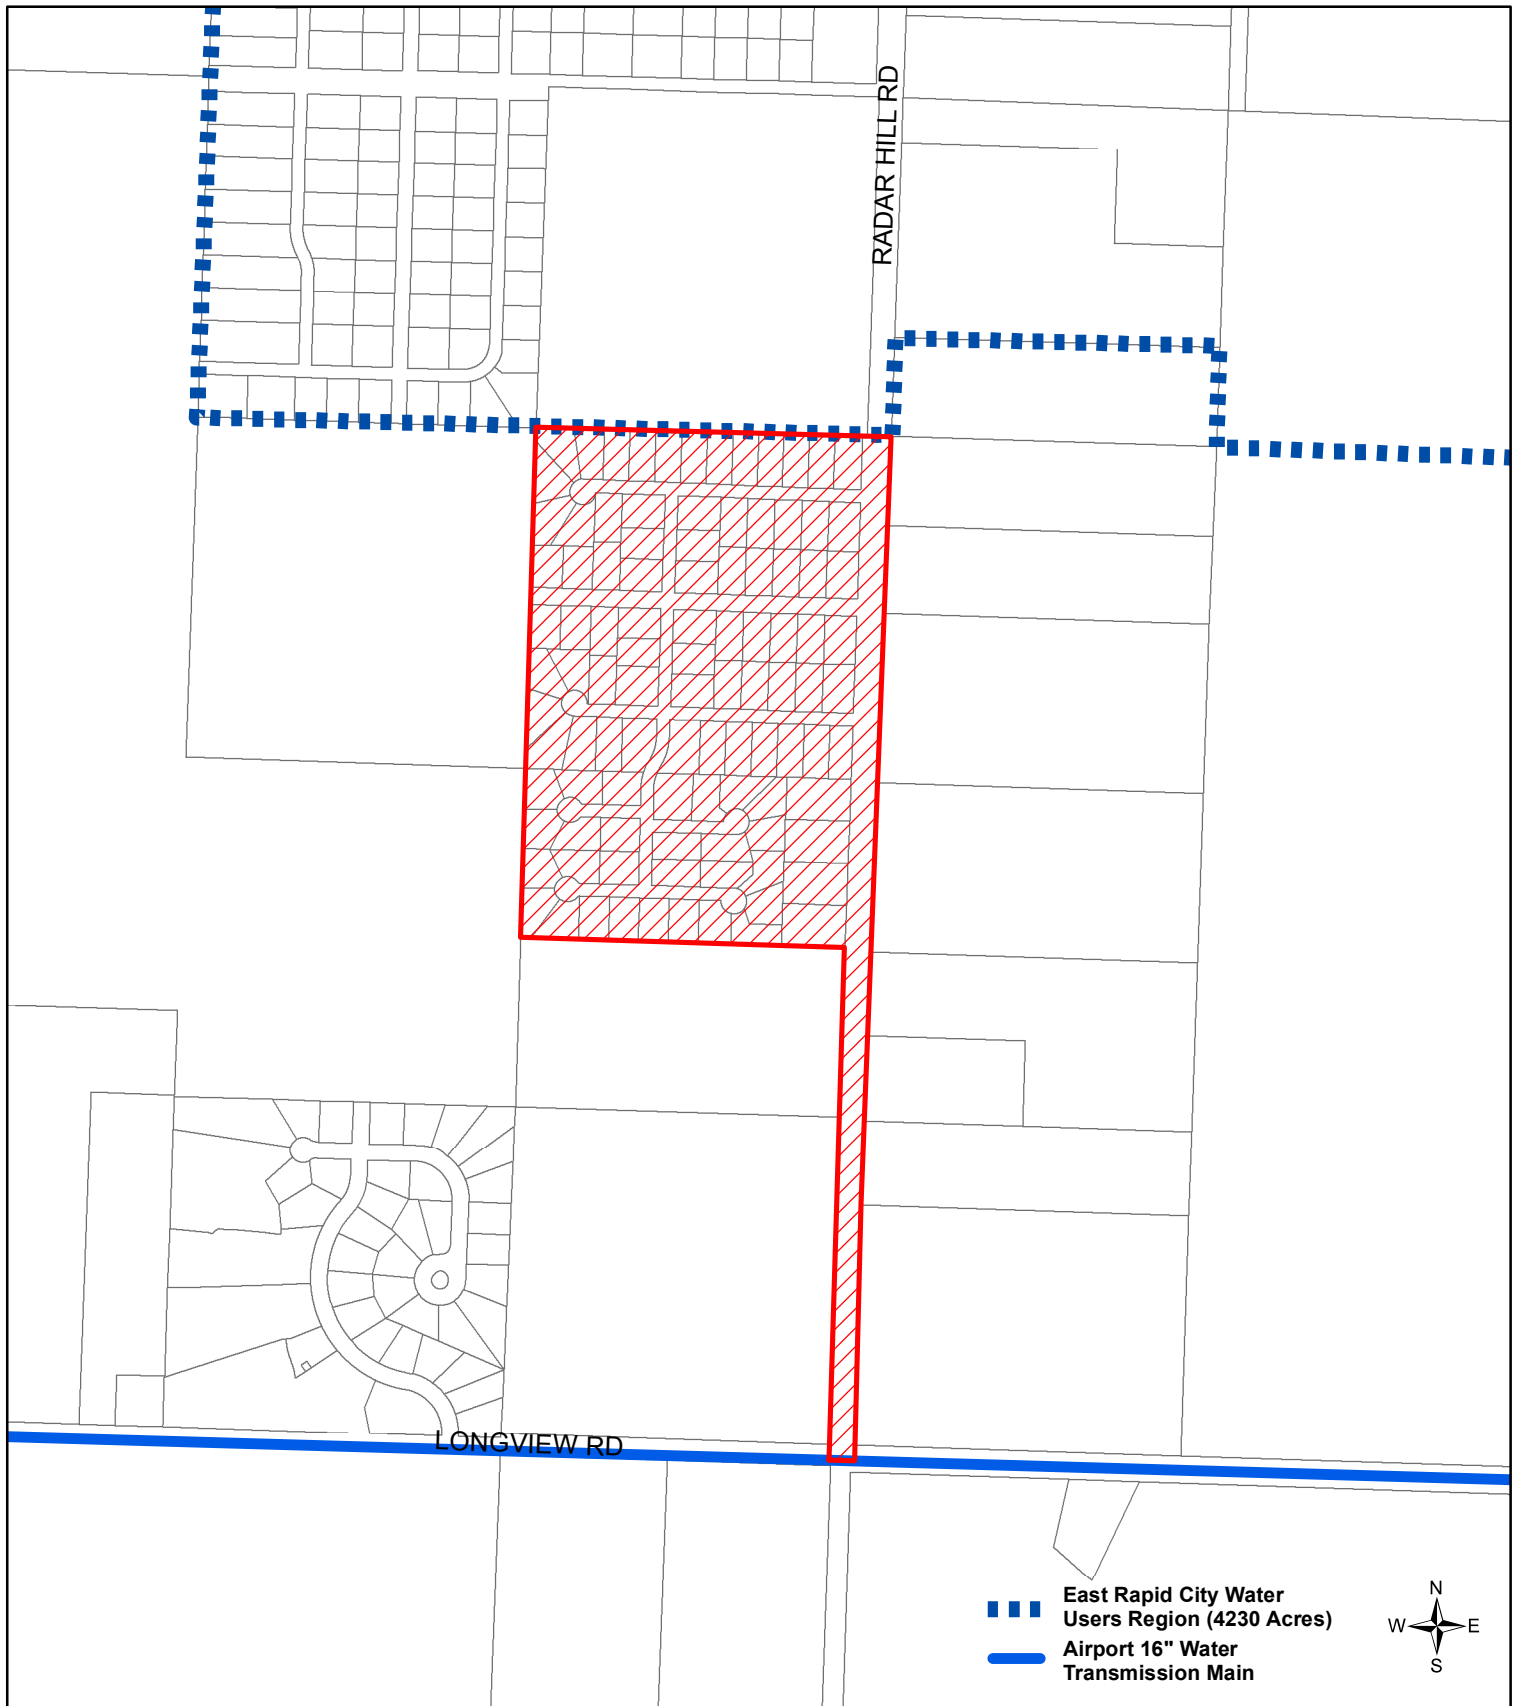 RADAR HILL RD
LONGVIEW RD
East Rapid City Water
Users Region (4230 Acres)
Airport 16" Water
Transmission Main
N
W E
S